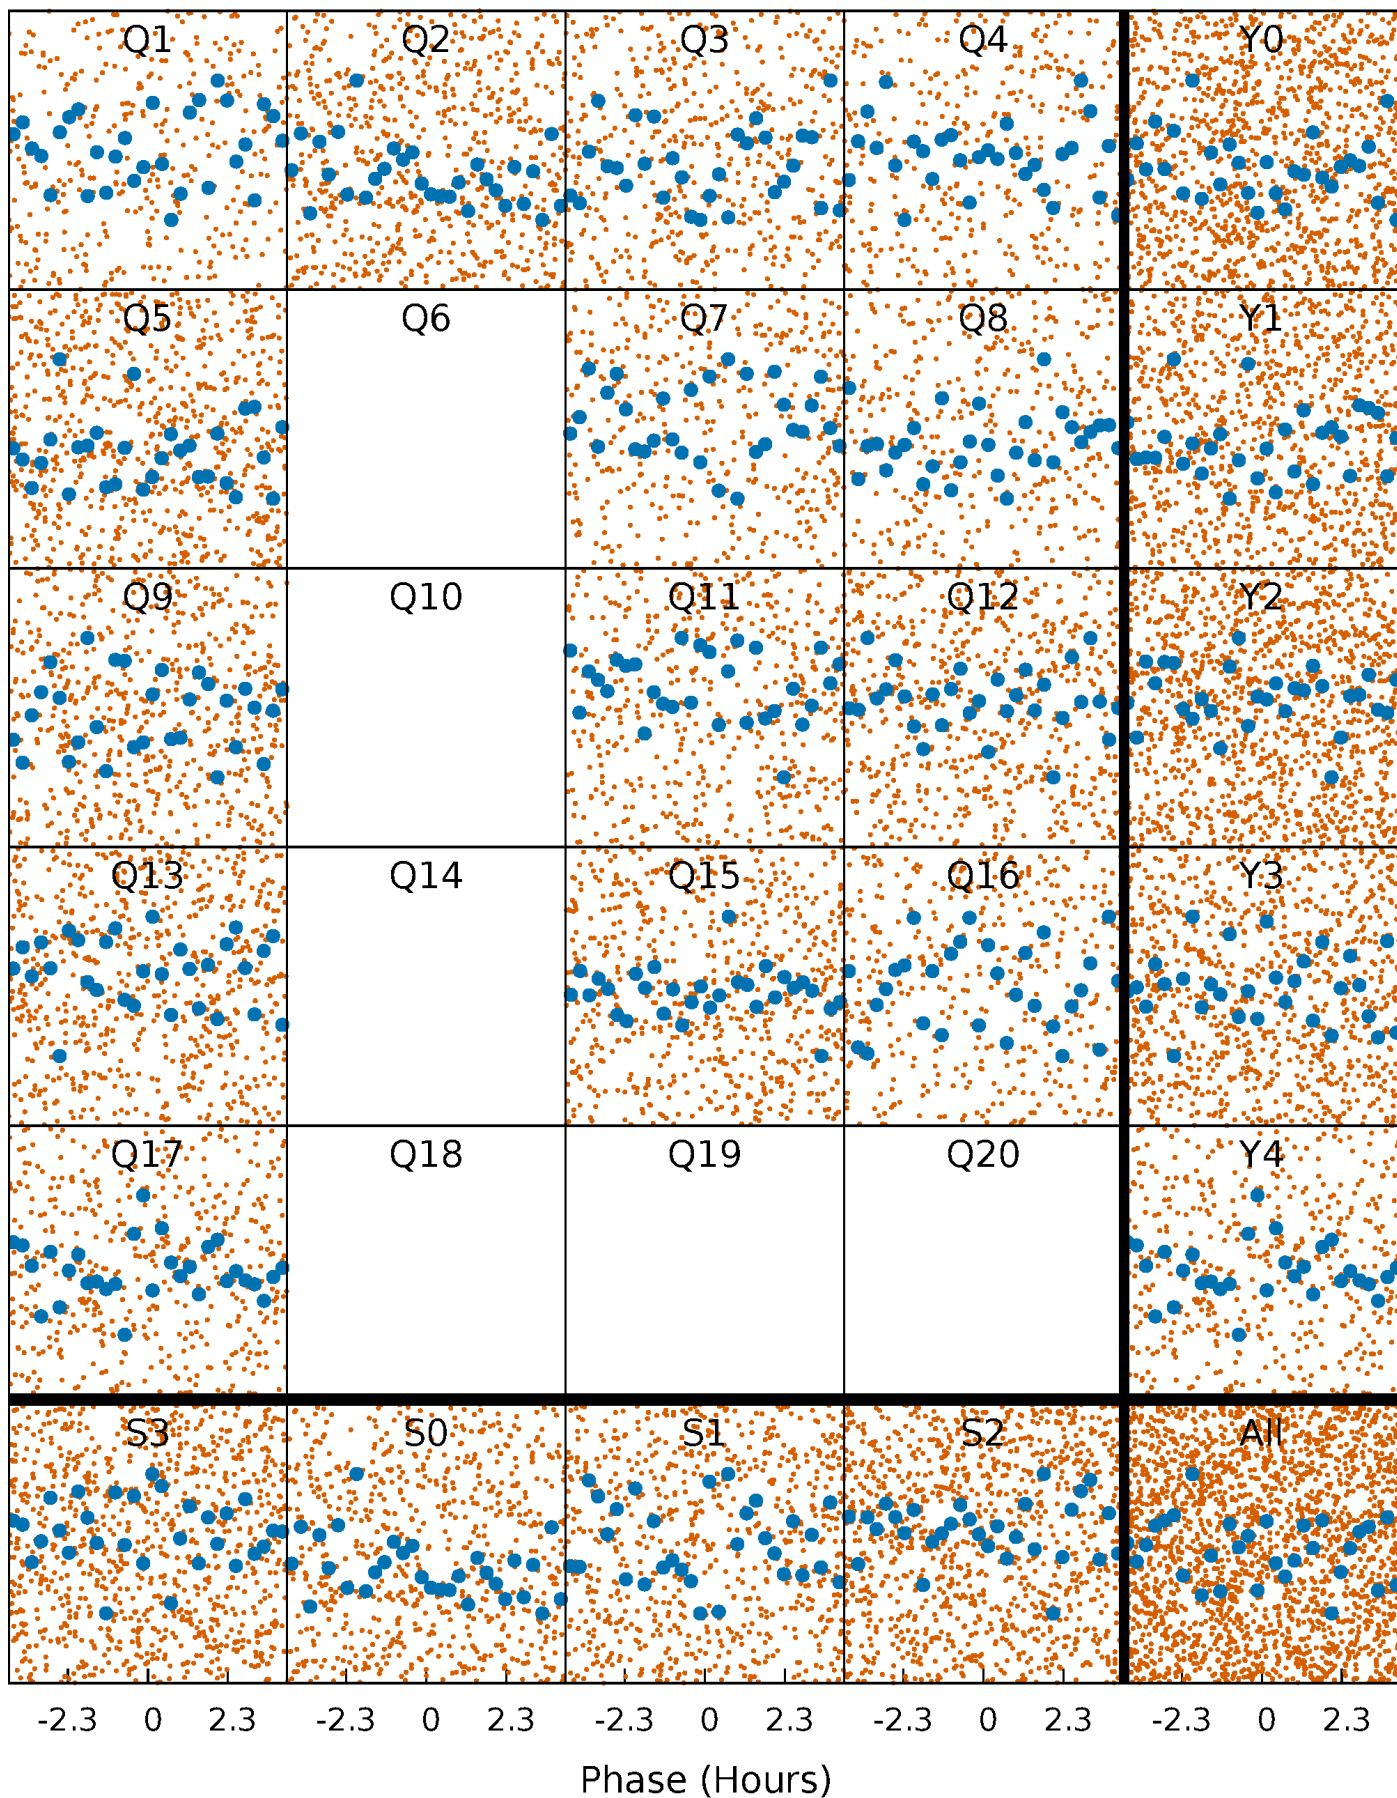 Q1 Q2 Q3 Q4 Y0
Q5 Q6 Q7 Q8 Y1
Q9 Q10 Q11 Q12 Y2
Q13 Q14 Q15 Q16 Y3
Q17 Q18 Q19 Q20 Y4
S3 S0 S1 S2 All
-2.3 0 2.3 -2.3 0 2.3 -2.3 0 2.3 -2.3 0 2.3 -2.3 0 2.3
Phase (Hours)